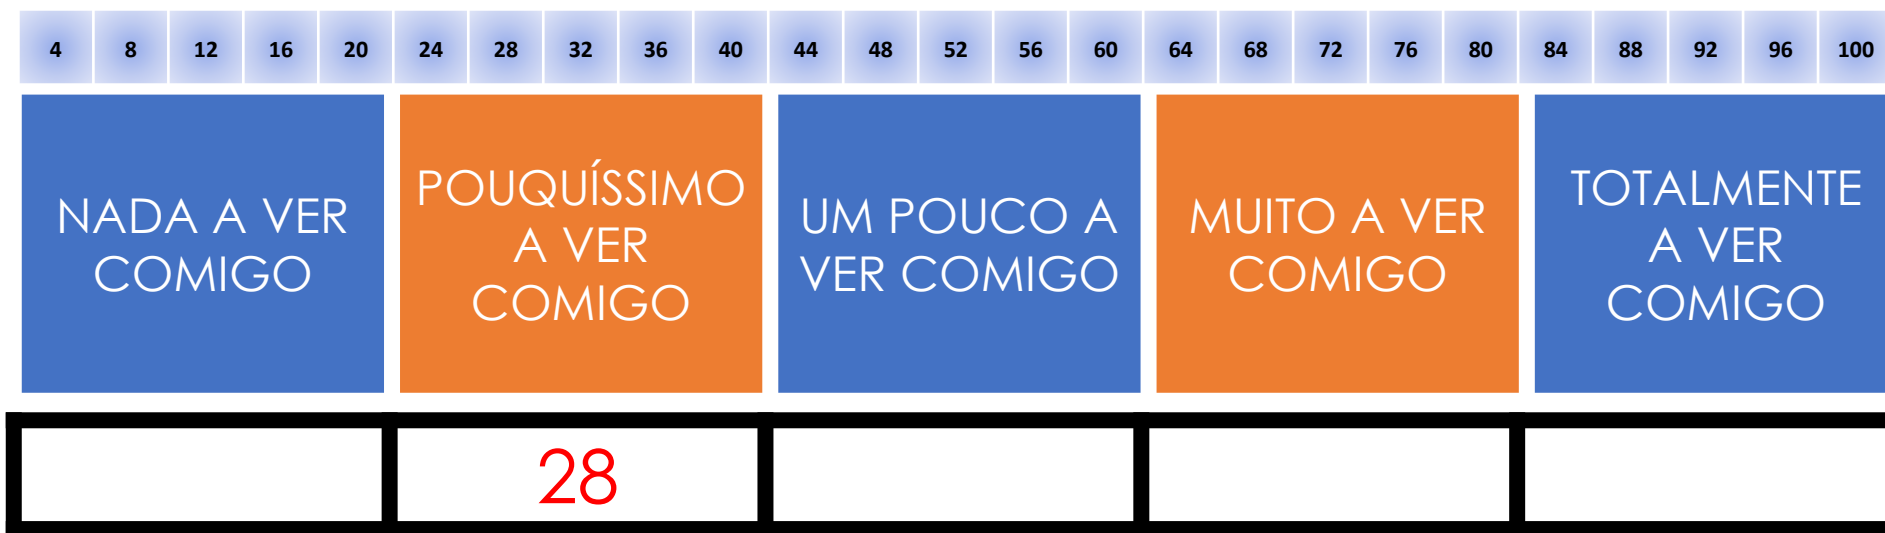 4 8 12 16 20 24 28 32 36 40 44 48 52 56 60 64 68 72 76 80 84 88 92 96 100
NADA A VER
COMIGO
POUQUÍSSIMO
A VER
COMIGO
UM POUCO A
VER COMIGO
MUITO A VER
COMIGO
TOTALMENTE
A VER
COMIGO
28